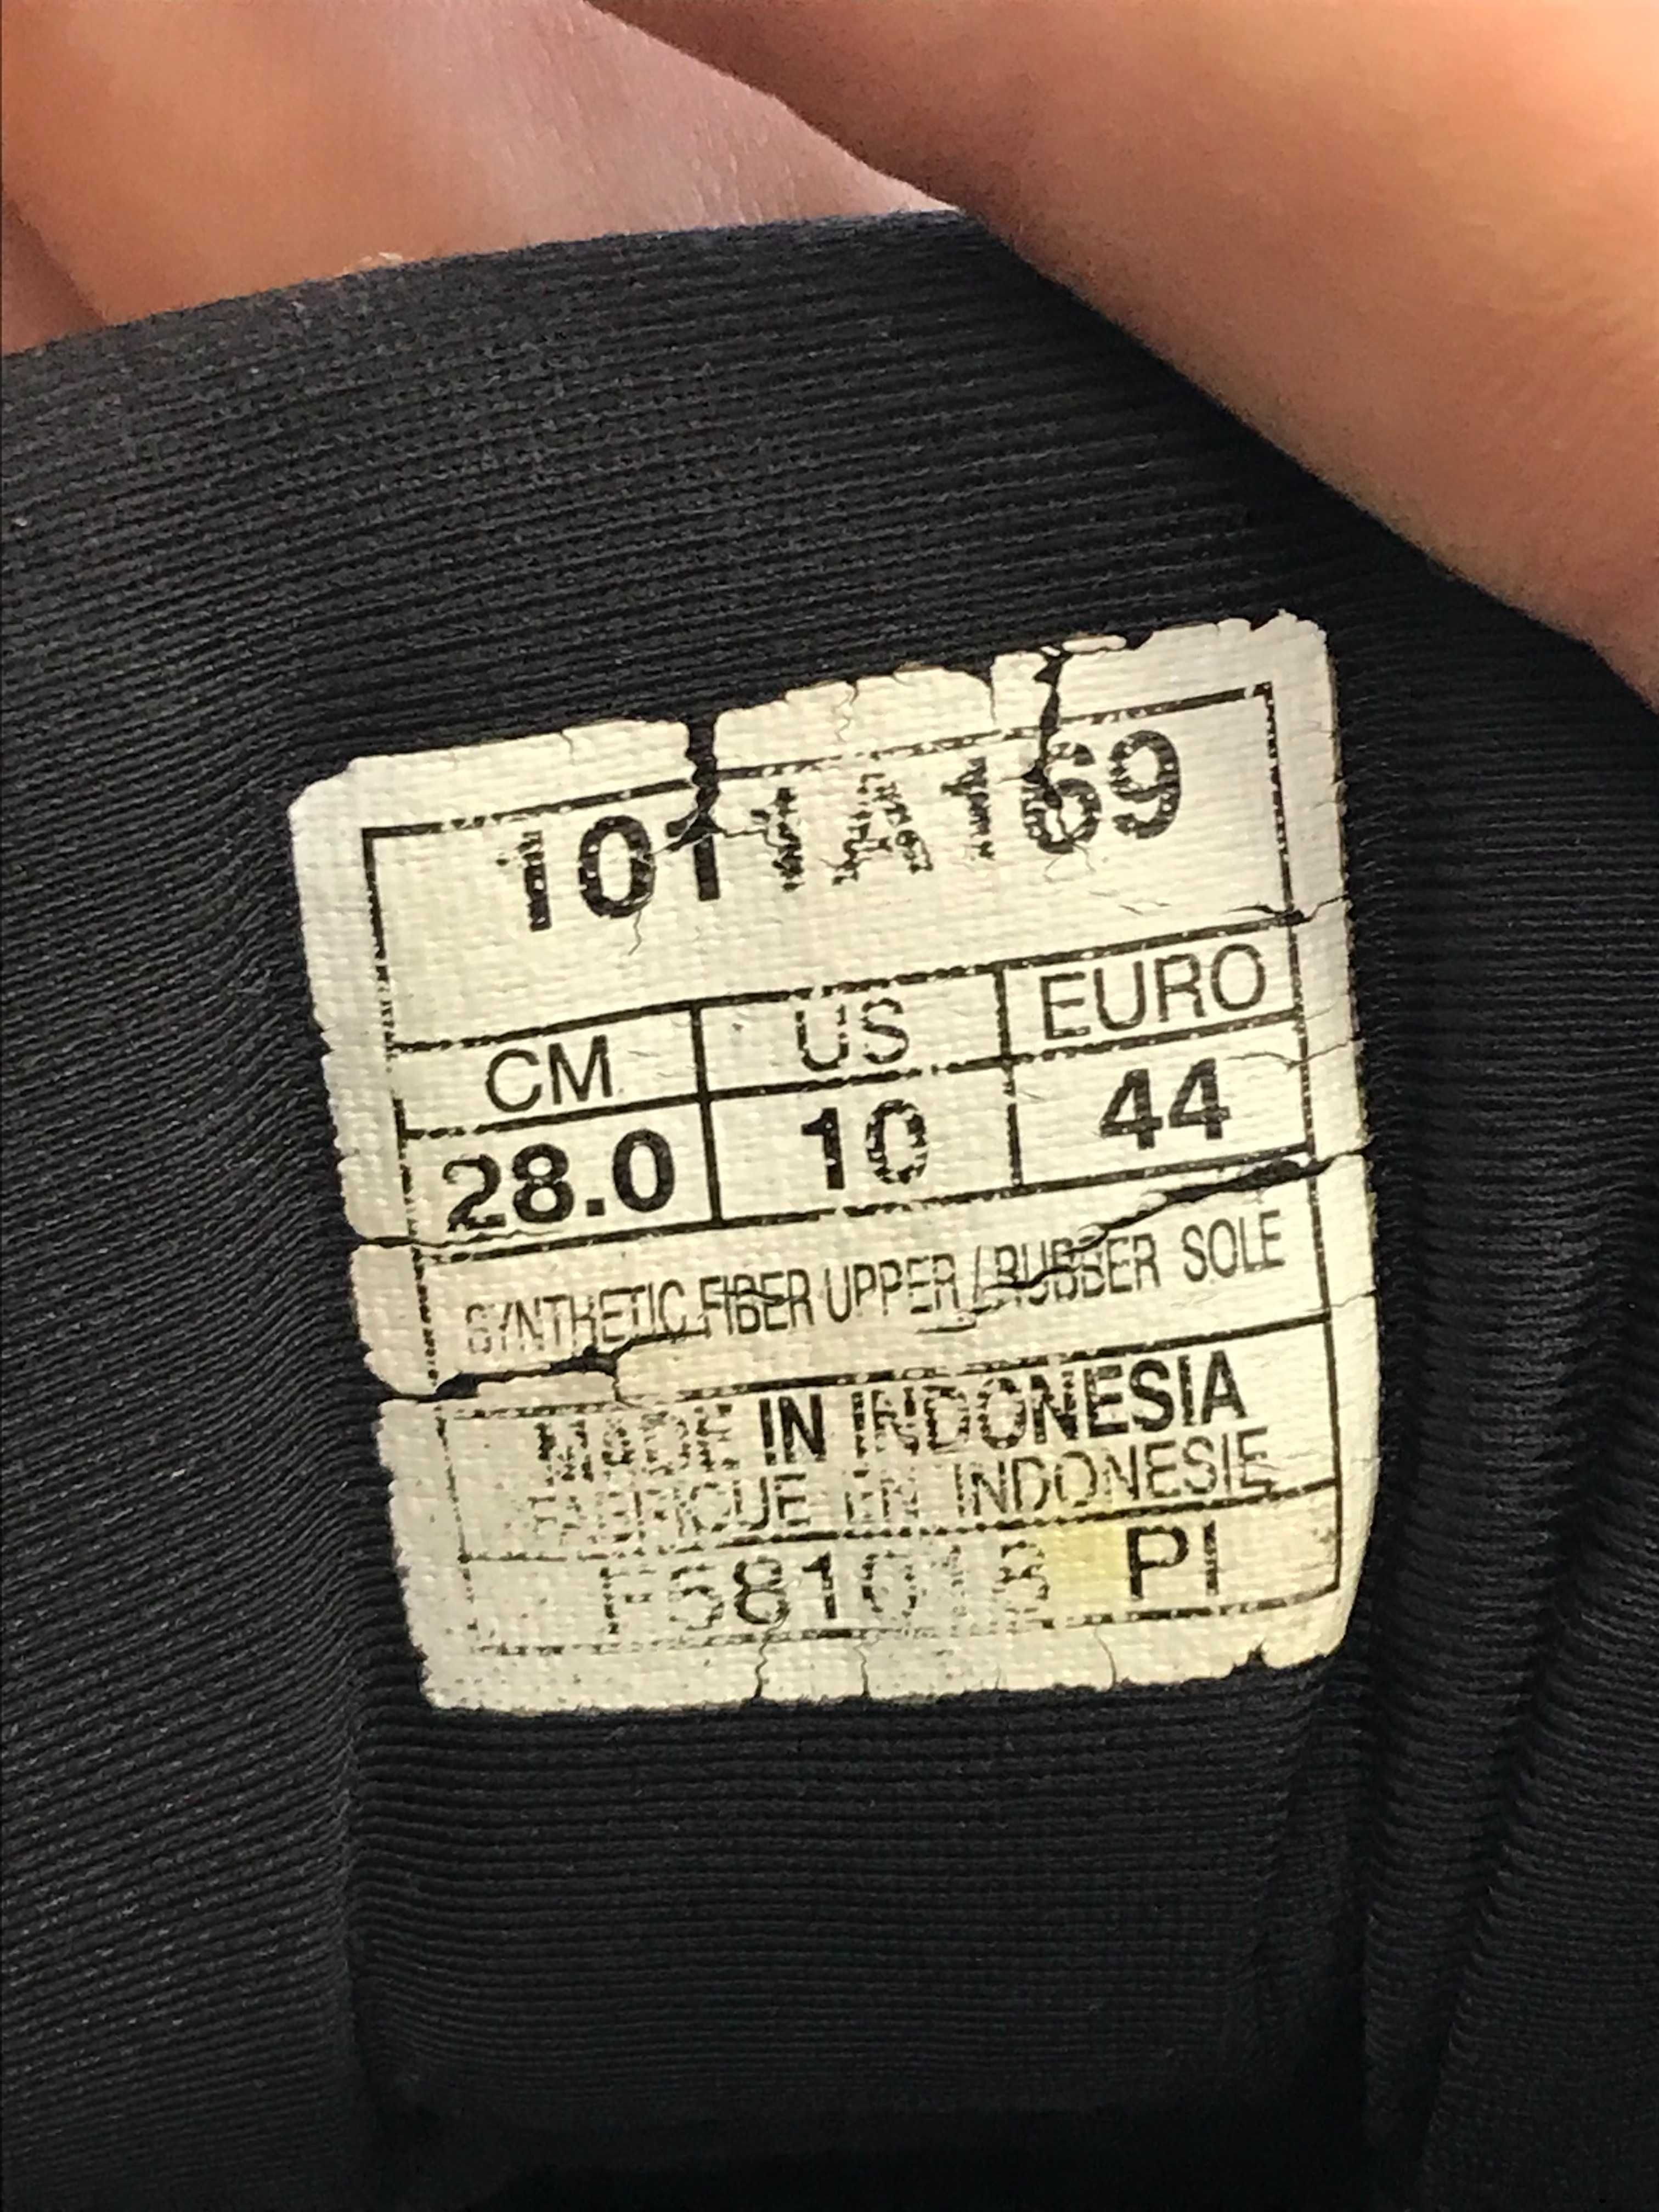 1011A169
CM US EURO
28.0 10 44
SYNTHETIC FIBER UPPER / RUBBER SOLE
MADE IN INDONESIA
FABRIQUE EN INDONESIE
PI